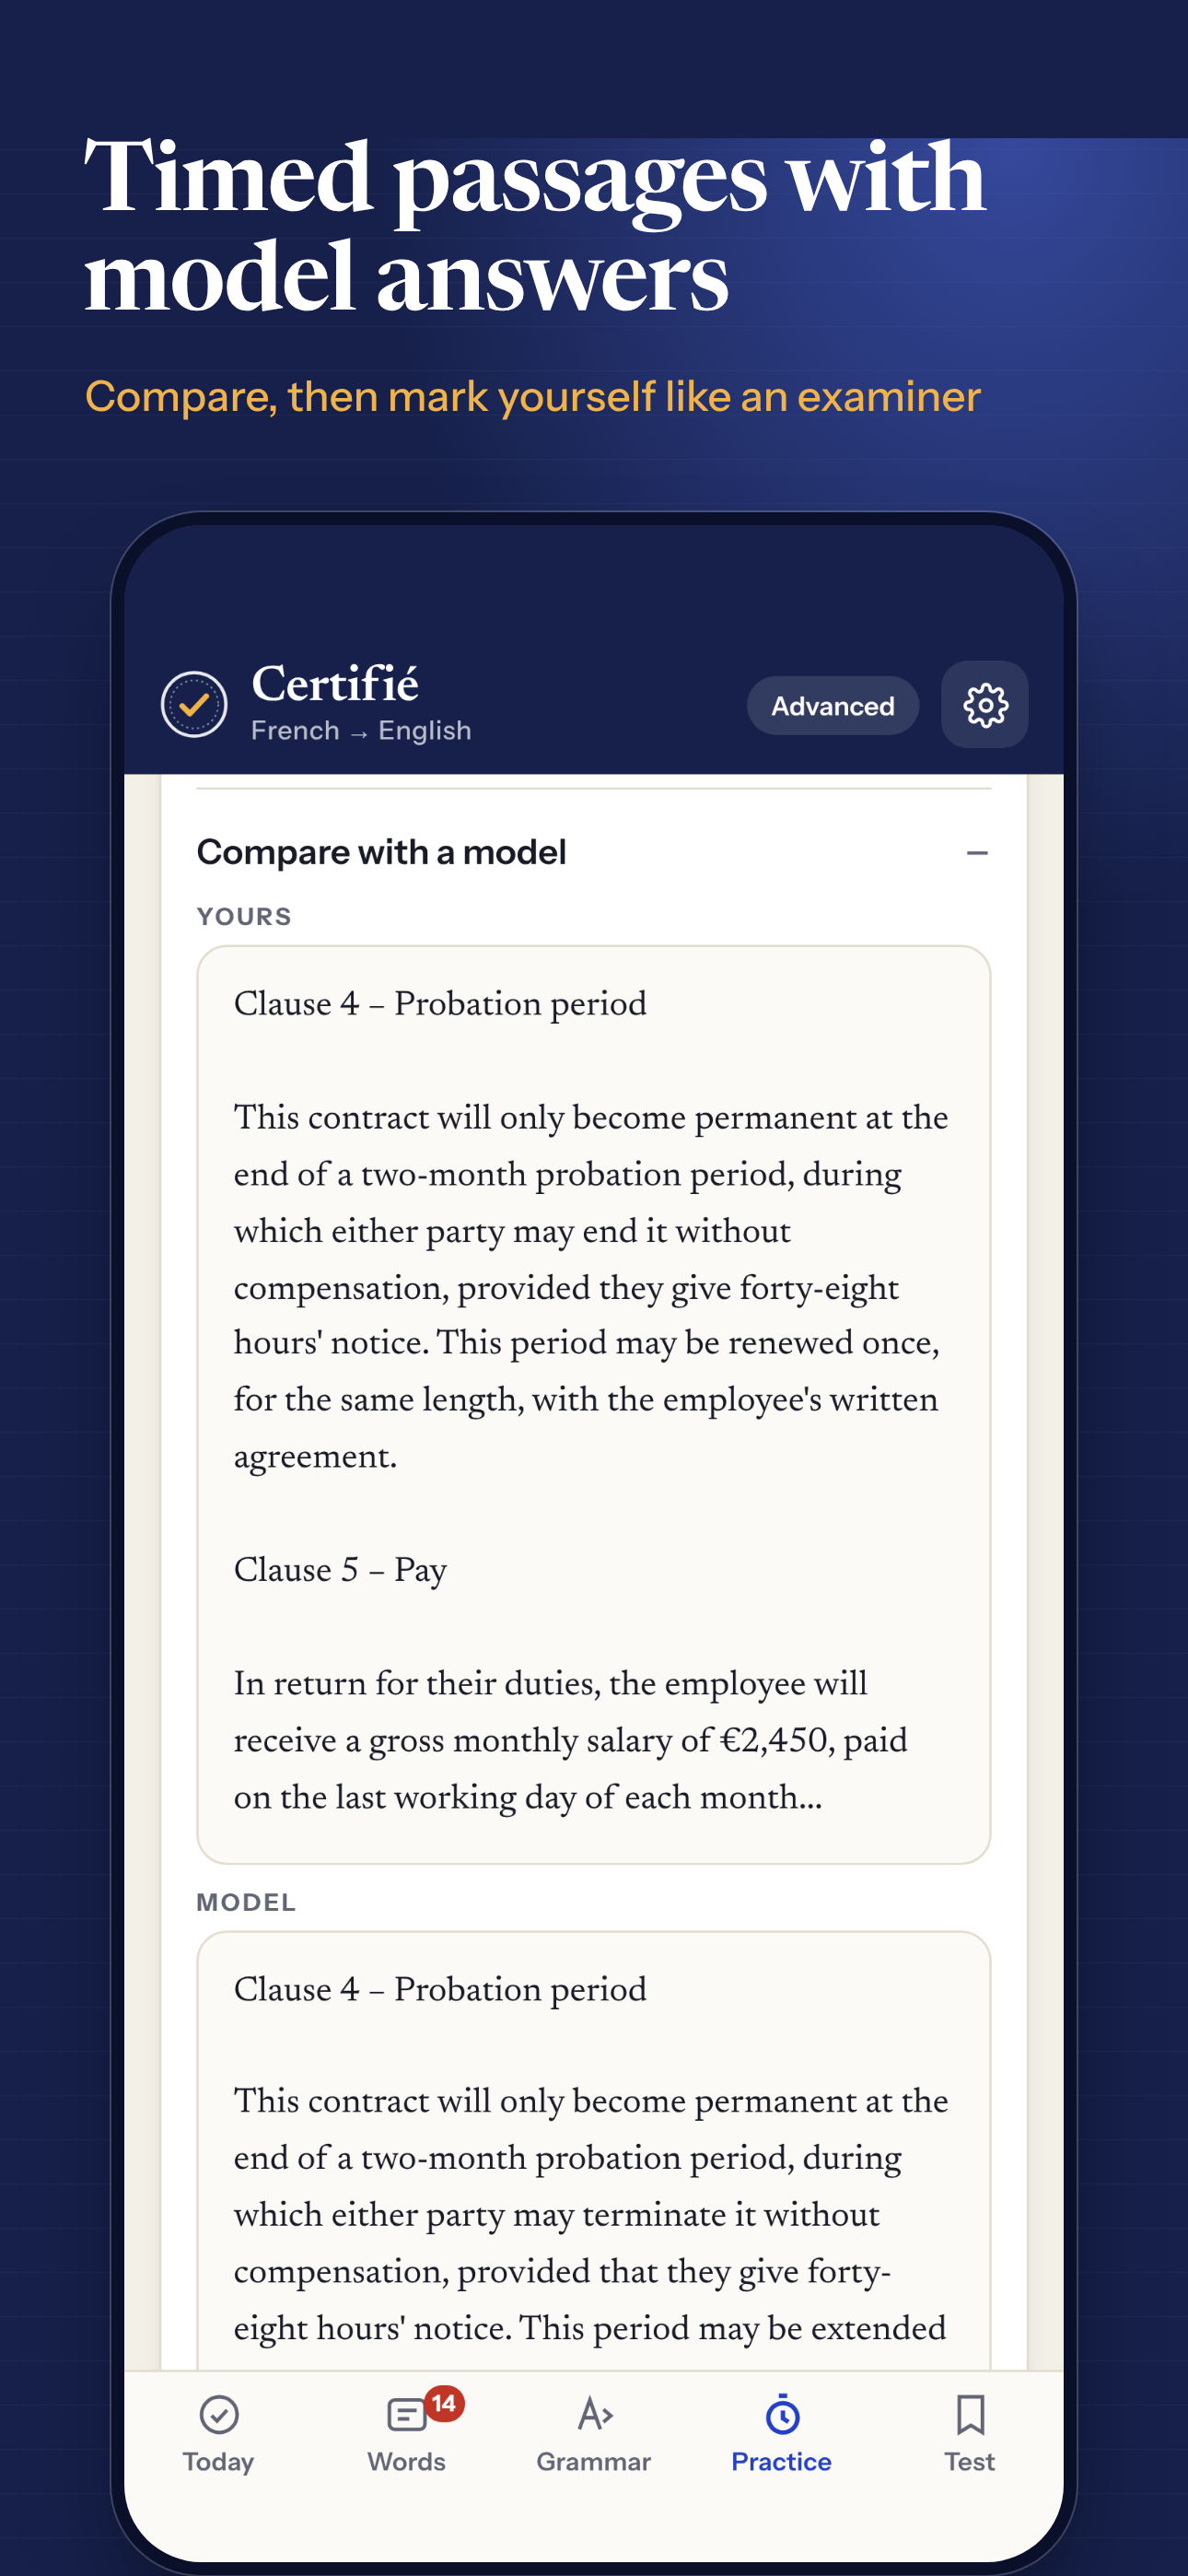 Timed passages with
model answers
Compare, then mark yourself like an examiner
Certifié
French → English
Advanced
Compare with a model
YOURS
Clause 4 – Probation period
This contract will only become permanent at the
end of a two-month probation period, during
which either party may end it without
compensation, provided they give forty-eight
hours' notice. This period may be renewed once,
for the same length, with the employee's written
agreement.
Clause 5 – Pay
In return for their duties, the employee will
receive a gross monthly salary of €2,450, paid
on the last working day of each month...
MODEL
Clause 4 – Probation period
This contract will only become permanent at the
end of a two-month probation period, during
which either party may terminate it without
compensation, provided that they give forty-
eight hours' notice. This period may be extended
14
Today
Words
Grammar
Practice
Test